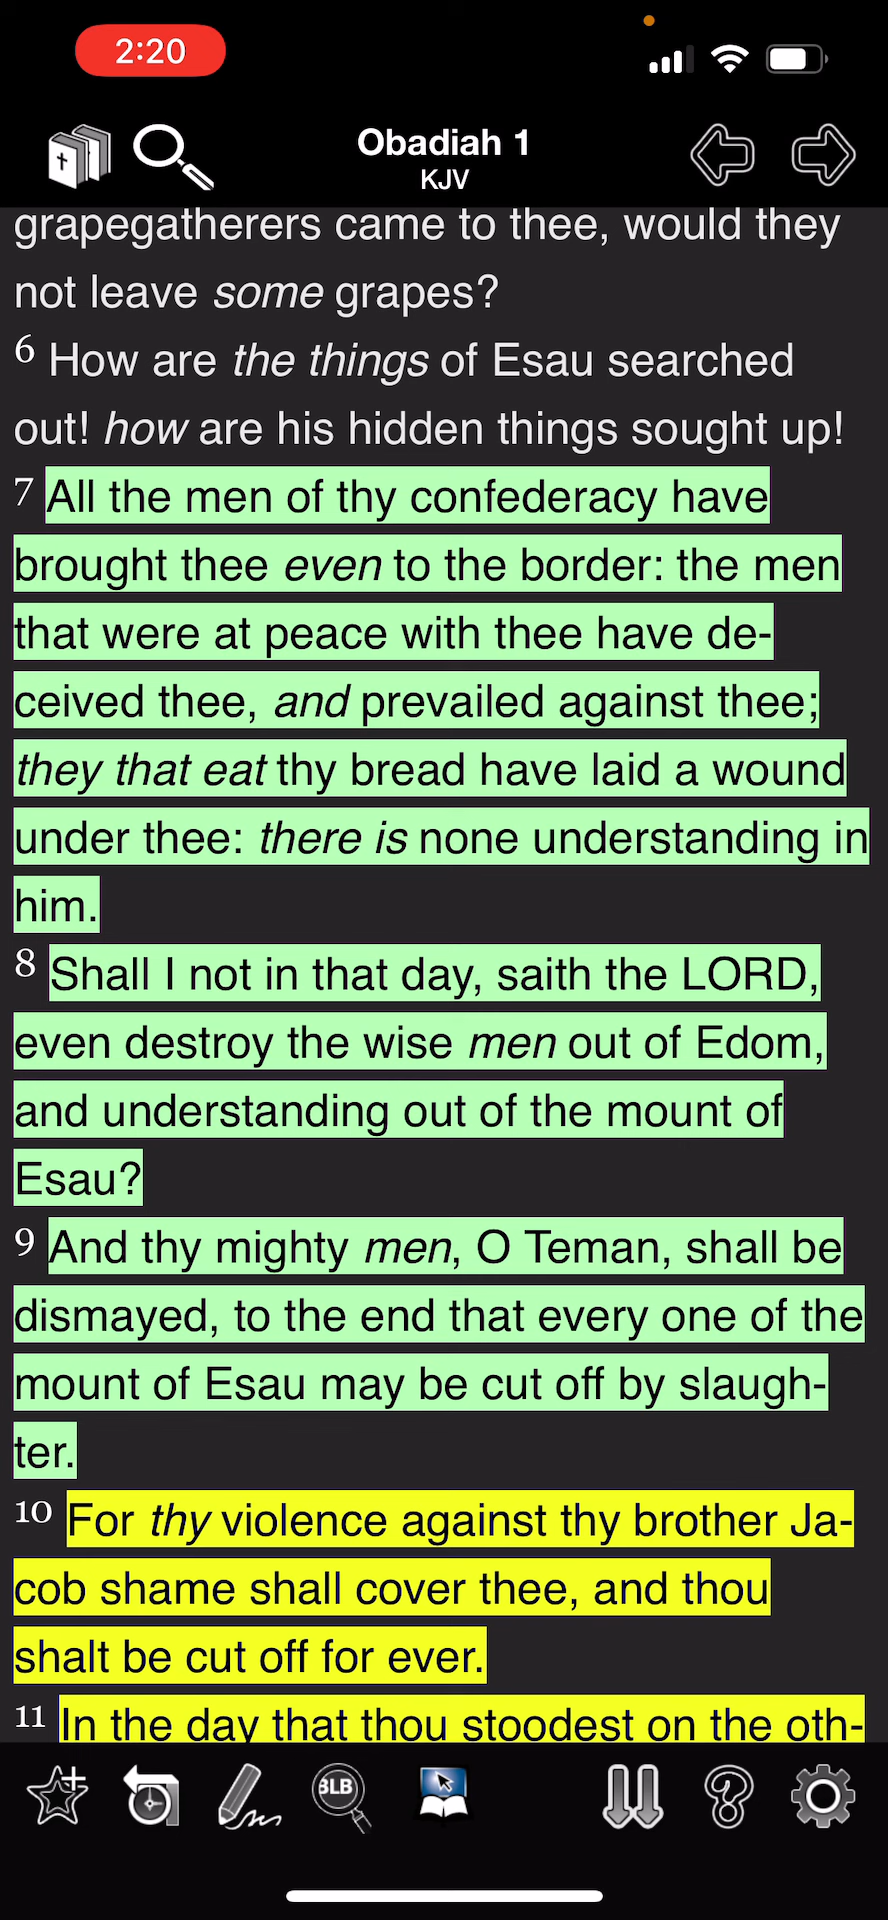 2:20
Obadiah 1
KJV
grapegatherers came to thee, would they
not leave some grapes?
6 How are the things of Esau searched
out! how are his hidden things sought up!
7 All the men of thy confederacy have
brought thee even to the border: the men
that were at peace with thee have de-
ceived thee, and prevailed against thee;
they that eat thy bread have laid a wound
under thee: there is none understanding in
him.
8 Shall I not in that day, saith the LORD,
even destroy the wise men out of Edom,
and understanding out of the mount of
Esau?
9 And thy mighty men, O Teman, shall be
dismayed, to the end that every one of the
mount of Esau may be cut off by slaugh-
ter.
10 For thy violence against thy brother Ja-
cob shame shall cover thee, and thou
shalt be cut off for ever.
11 In the day that thou stoodest on the oth-
BLB